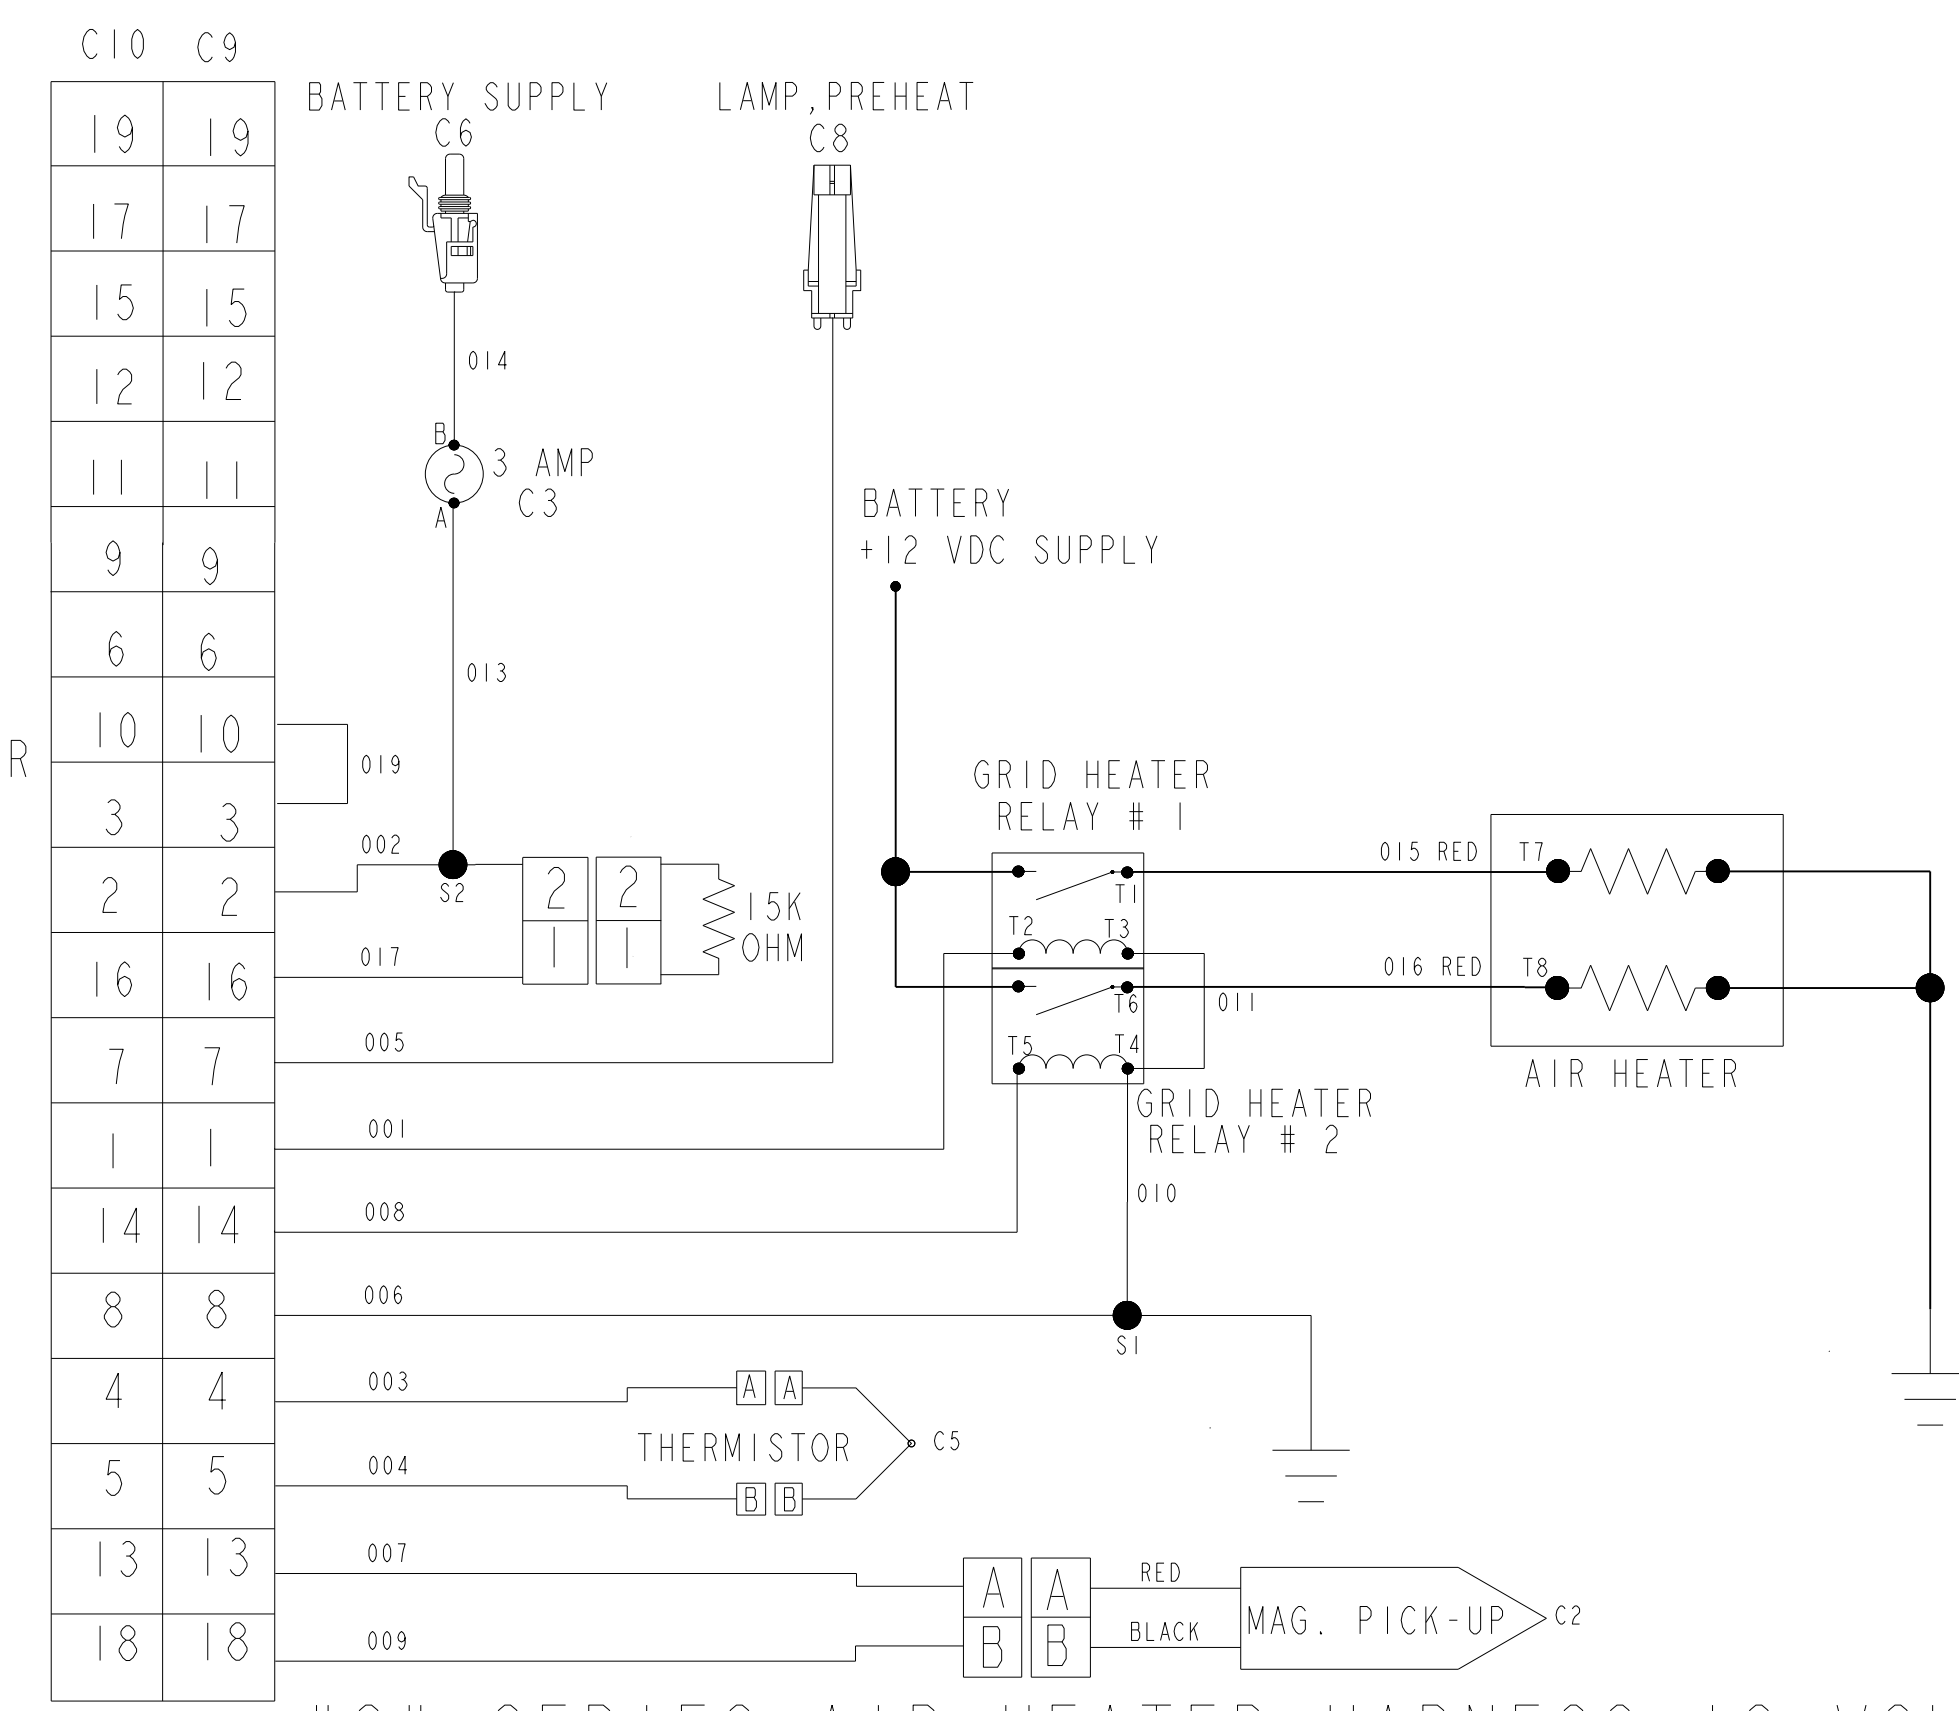 C10 C9
19 19
17 17
15 15
12 12
11 11
9 9
6 6
10 10
3 3
2 2
16 16
7 7
1 1
14 14
8 8
4 4
5 5
13 13
18 18
R
BATTERY SUPPLY
C6
LAMP,PREHEAT
C8
014
B
3 AMP
C3
A
013
BATTERY
+12 VDC SUPPLY
019
002
S2
2 2
1 1
15K
OHM
017
GRID HEATER
RELAY # 1
T1
T2 T3
T6
T5 T4
011
015 RED T7
016 RED T8
AIR HEATER
GRID HEATER
RELAY # 2
005
001
010
008
006
S1
003
A A
THERMISTOR
C5
004
B B
007
A A
RED
MAG. PICK-UP
C2
BLACK
B B
009